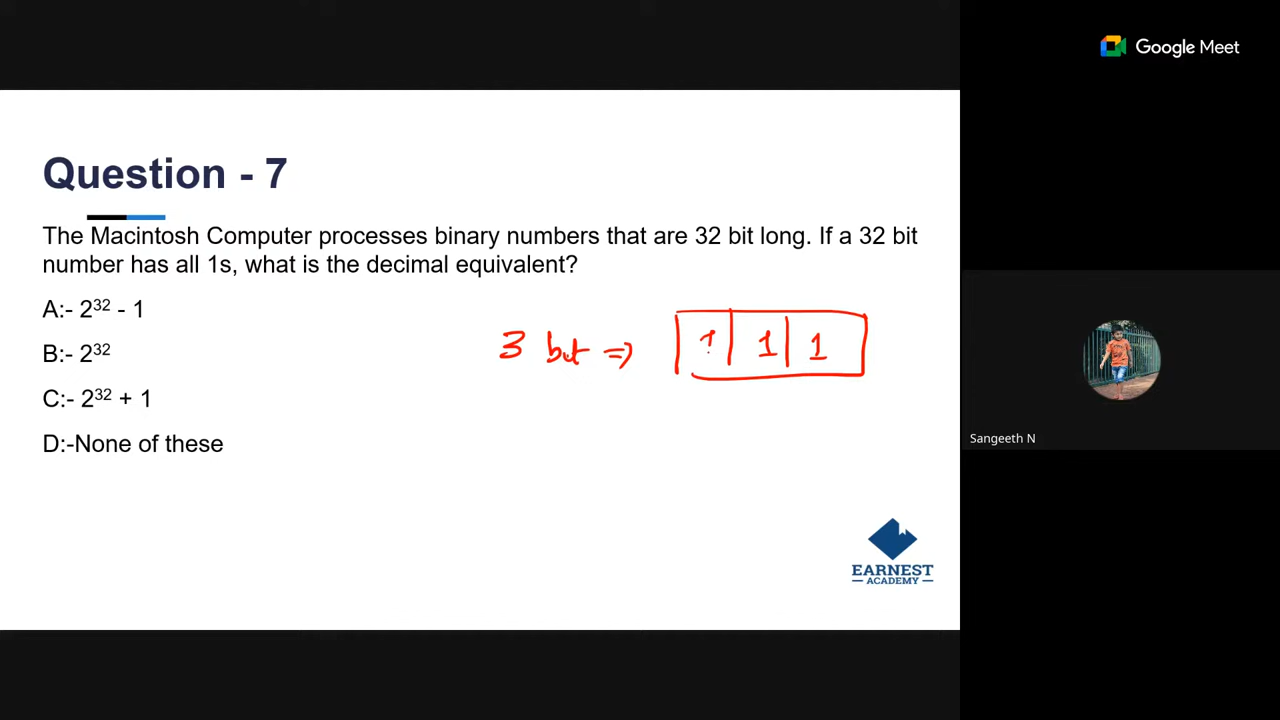 Google Meet
Question - 7
The Macintosh Computer processes binary numbers that are 32 bit long. If a 32 bit
number has all 1s, what is the decimal equivalent?
A:- 2³² - 1
B:- 2³²
C:- 2³² + 1
D:-None of these
3 bit ⇒ 1 1 1
Sangeeth N
EARNEST
ACADEMY